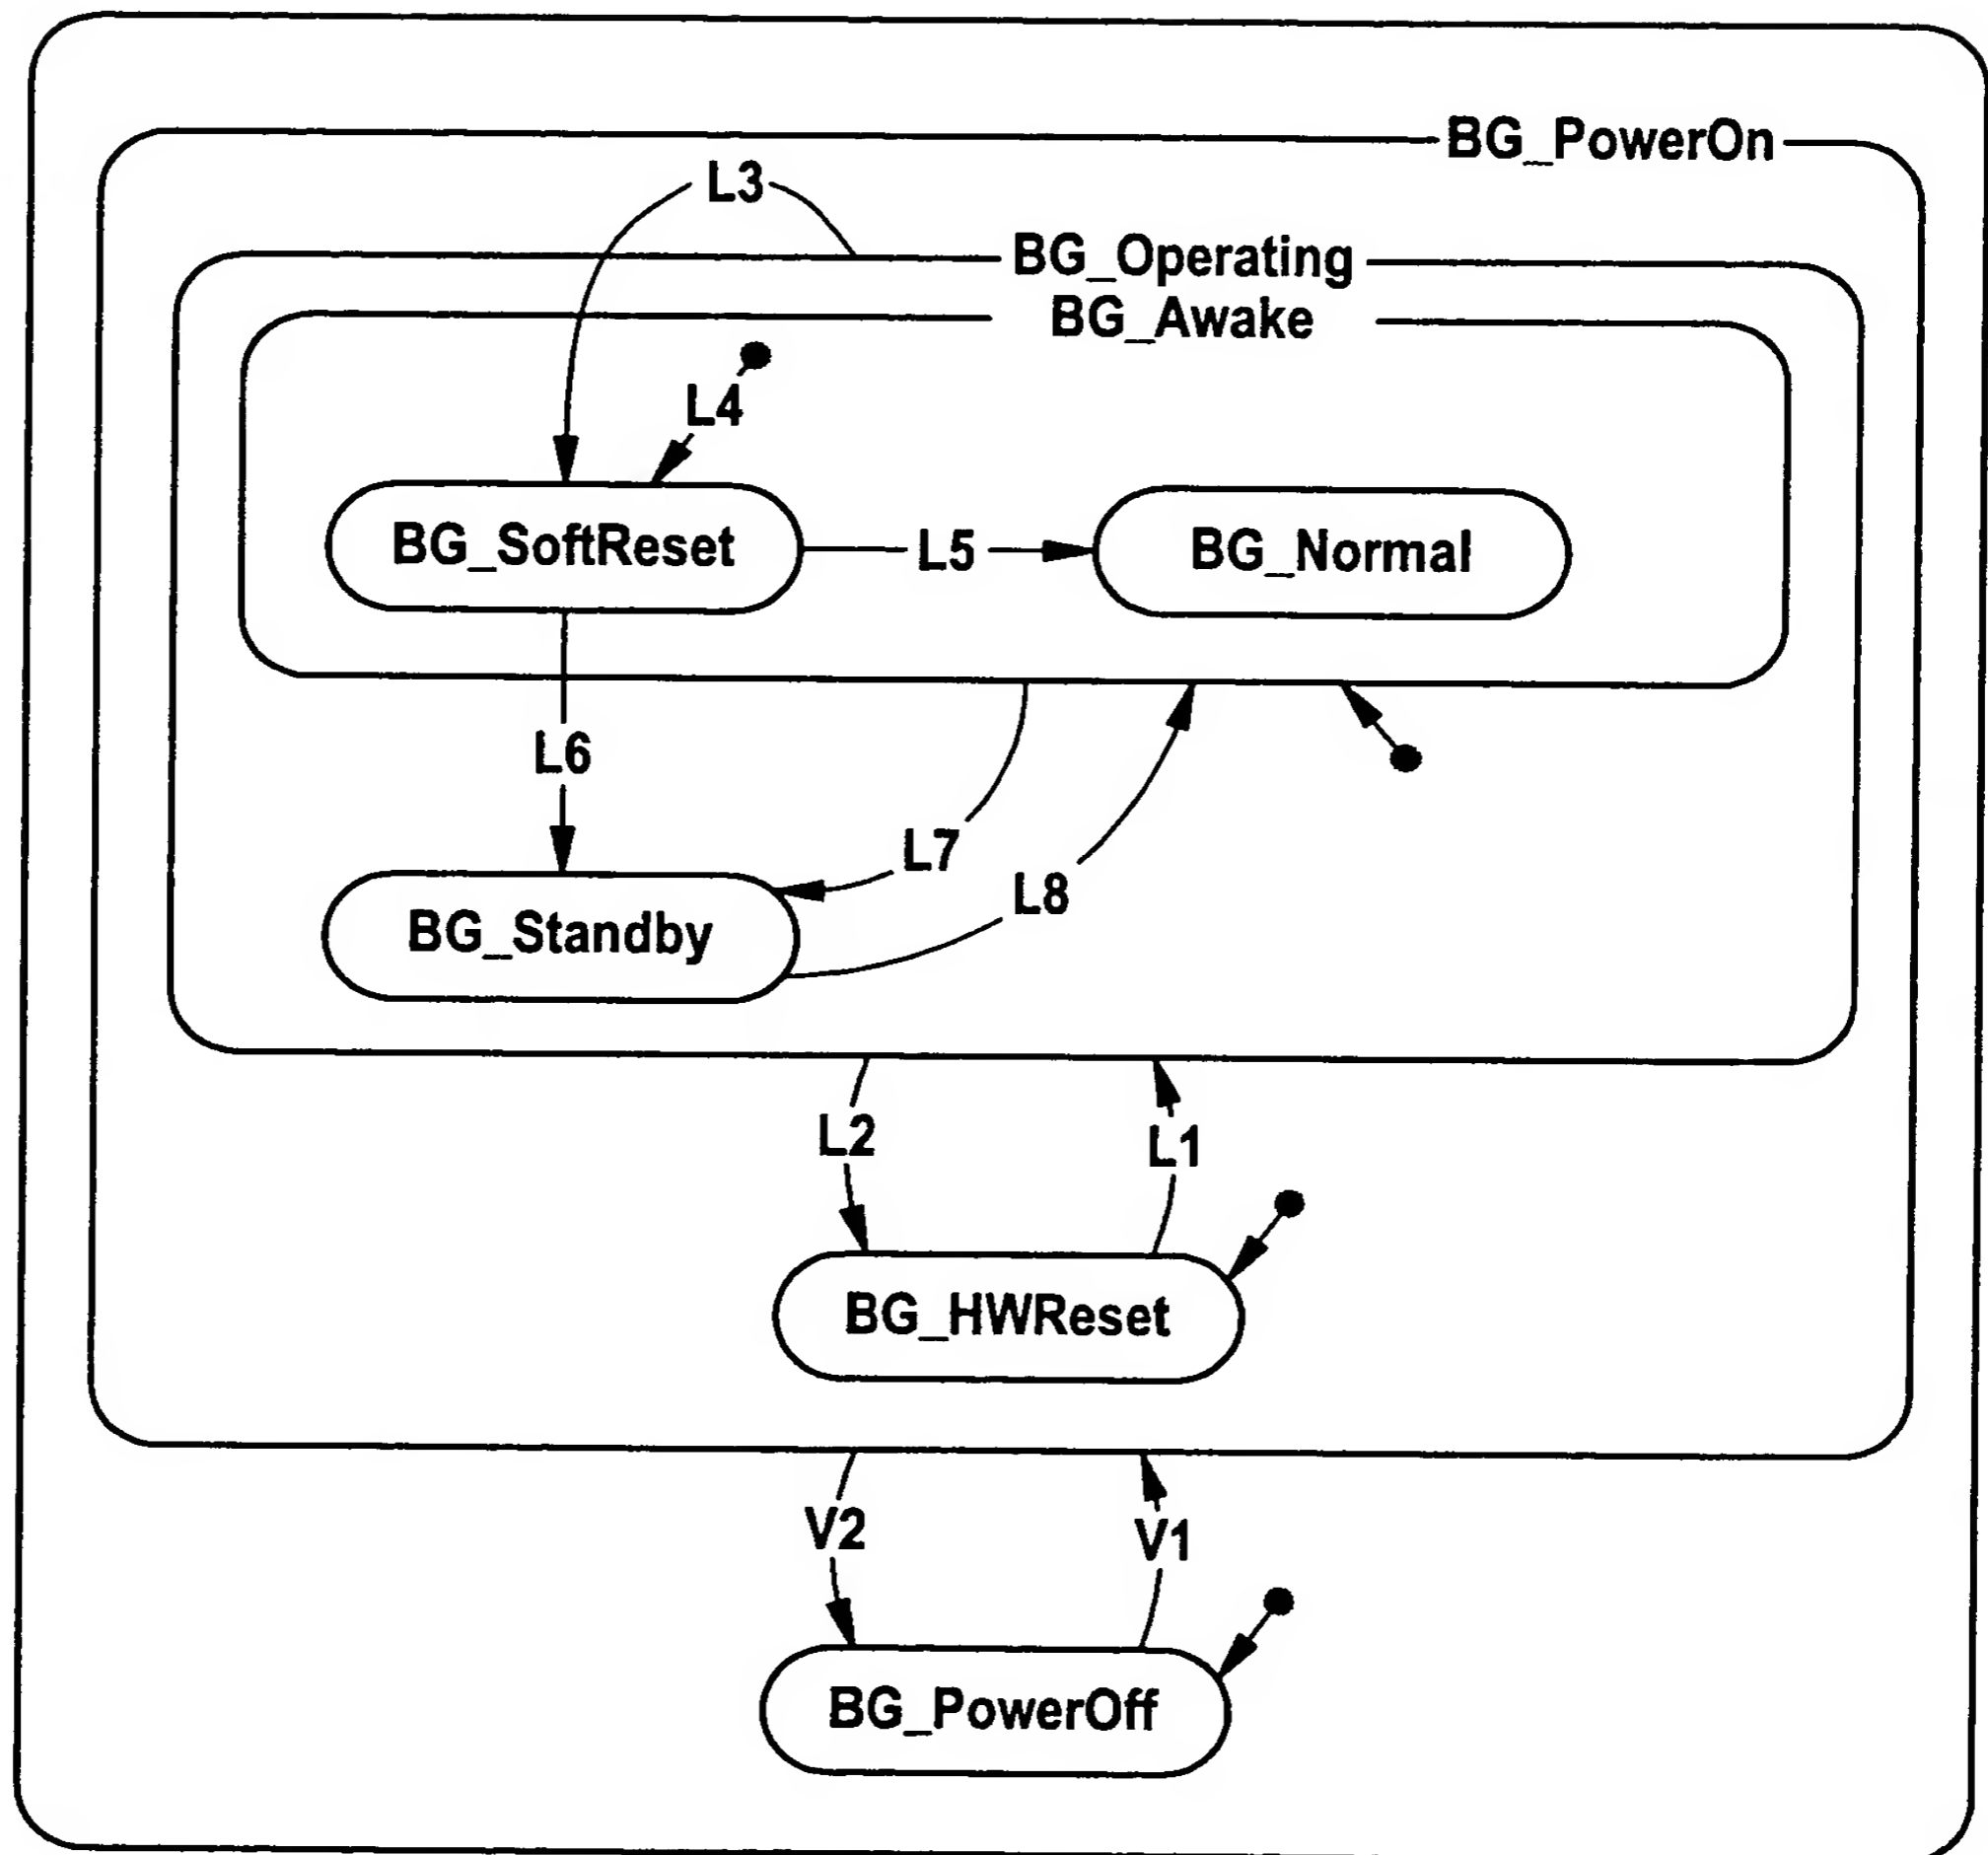 BG_PowerOn
L3
BG_Operating
BG_Awake
L4
BG_SoftReset
L5
BG_Normal
L6
L7
L8
BG_Standby
L2
L1
BG_HWReset
V2
V1
BG_PowerOff